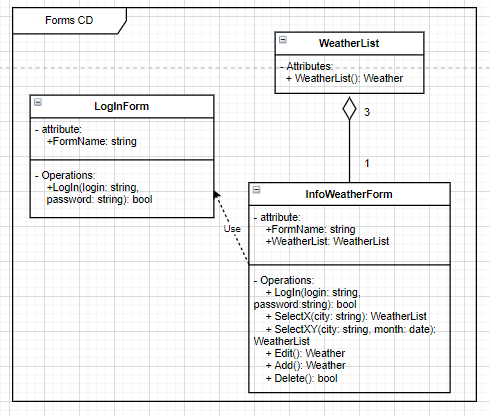 Forms CD
WeatherList
- Attributes:
+ WeatherList(): Weather
3
1
LogInForm
- attribute:
+FormName: string
- Operations:
+LogIn(login: string,
password: string): bool
Use
InfoWeatherForm
- attribute:
+FormName: string
+WeatherList: WeatherList
- Operations:
+ LogIn(login: string,
password:string): bool
+ SelectX(city: string): WeatherList
+ SelectXY(city: string, month: date):
WeatherList
+ Edit(): Weather
+ Add(): Weather
+ Delete(): bool